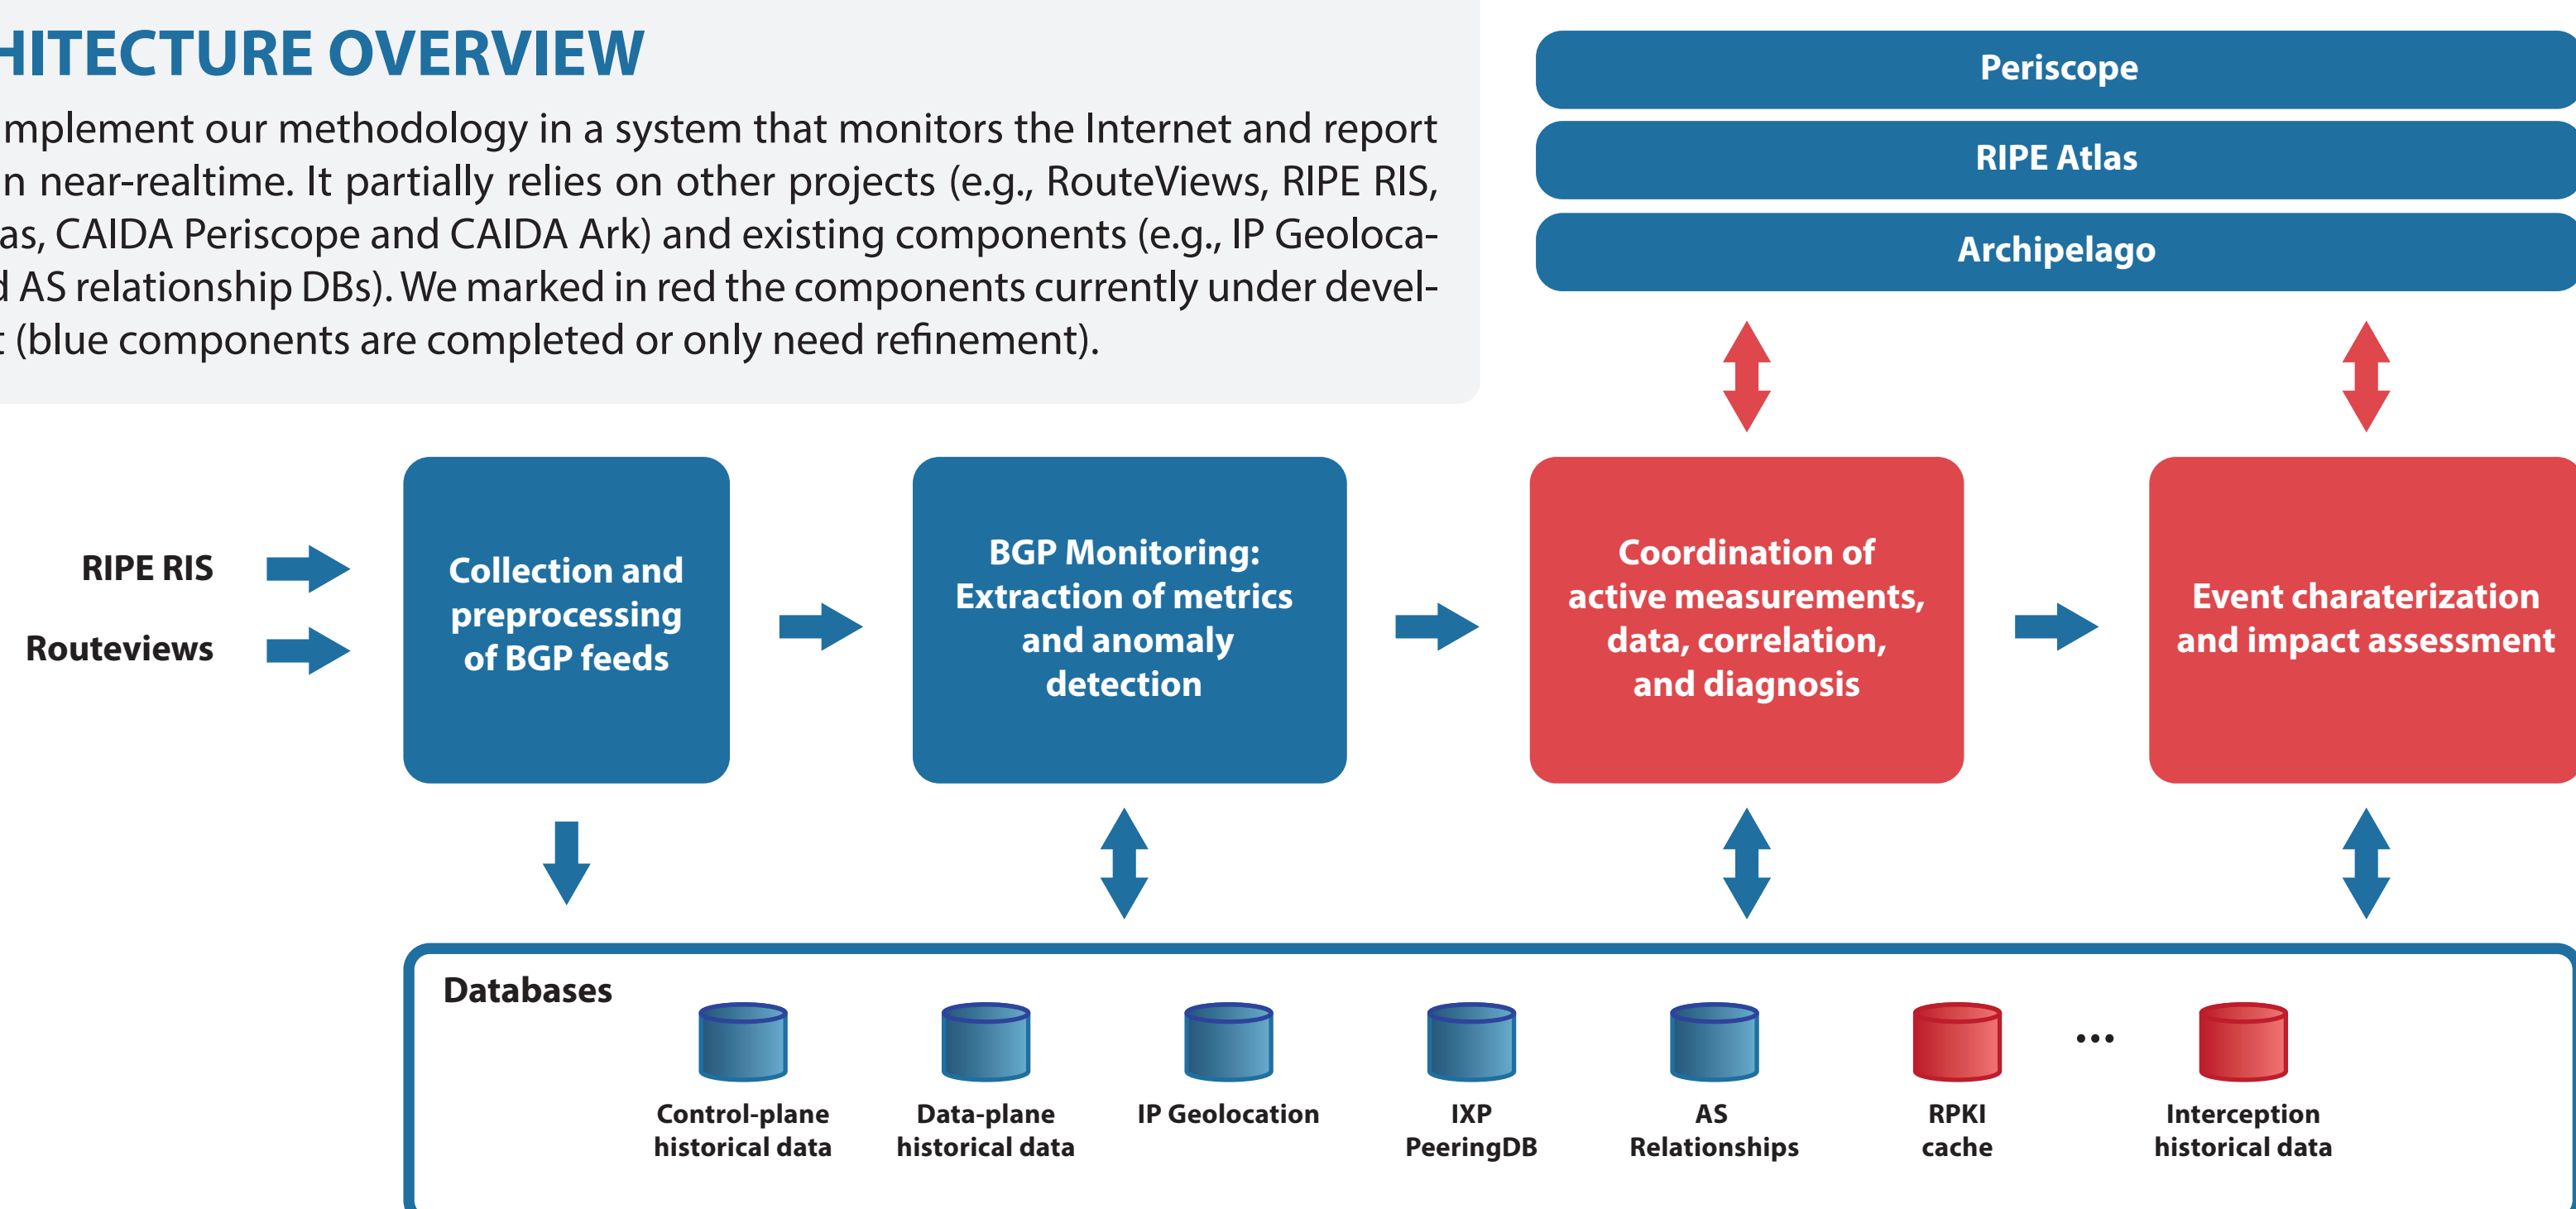 HITECTURE OVERVIEW
mplement our methodology in a system that monitors the Internet and report
n near-realtime. It partially relies on other projects (e.g., RouteViews, RIPE RIS,
as, CAIDA Periscope and CAIDA Ark) and existing components (e.g., IP Geoloca-
d AS relationship DBs). We marked in red the components currently under devel-
t (blue components are completed or only need refinement).
Periscope
RIPE Atlas
Archipelago
RIPE RIS
Routeviews
Collection and
preprocessing
of BGP feeds
BGP Monitoring:
Extraction of metrics
and anomaly
detection
Coordination of
active measurements,
data, correlation,
and diagnosis
Event charaterization
and impact assessment
Databases
Control-plane
historical data
Data-plane
historical data
IP Geolocation
IXP
PeeringDB
AS
Relationships
RPKI
cache
...
Interception
historical data